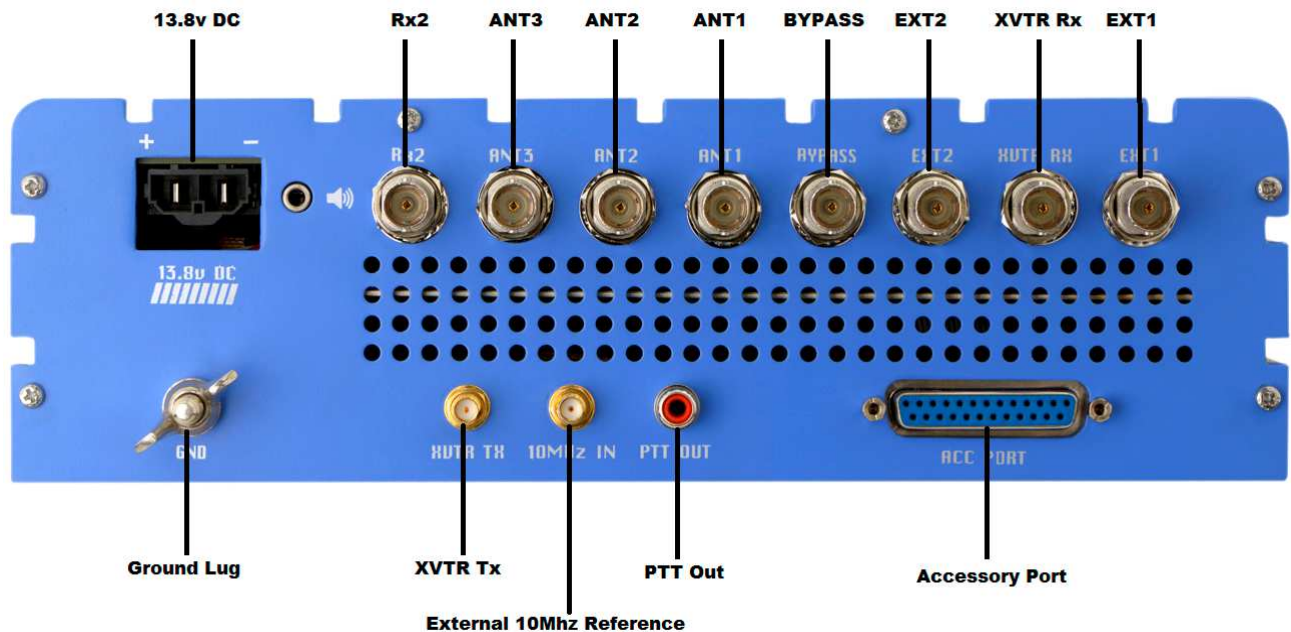 13.8v DC
Rx2
ANT3
ANT2
ANT1
BYPASS
EXT2
XVTR Rx
EXT1
+ −
Rx2
ANT3
ANT2
ANT1
BYPASS
EXT2
XVTR RX
EXT1
13.8v DC
GND
XVTR TX
10MHz IN
PTT OUT
ACC PORT
Ground Lug
XVTR Tx
PTT Out
Accessory Port
External 10Mhz Reference